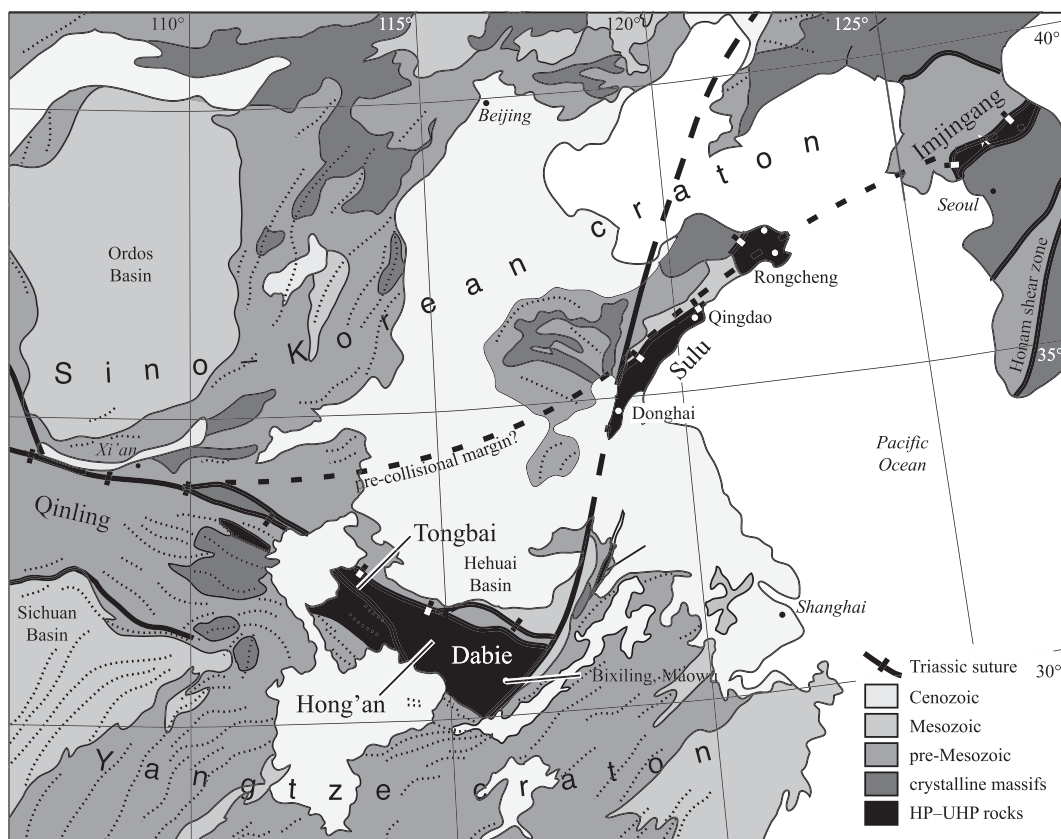 110°
115°
120°
125°
40°
Beijing
Imjingang
Seoul
craton
Ordos
Basin
Rongcheng
Honam shear zone
Korean
Qingdao
35°
Sino-
Sulu
Donghai
Xi'an
pre-collisional margin?
Pacific
Ocean
Qinling
Tongbai
Hehuai
Basin
Sichuan
Basin
Shanghai
Dabie
Bixiling, Maowu
30°
Hong'an
Yangtze craton
Triassic suture
Cenozoic
Mesozoic
pre-Mesozoic
crystalline massifs
HP–UHP rocks